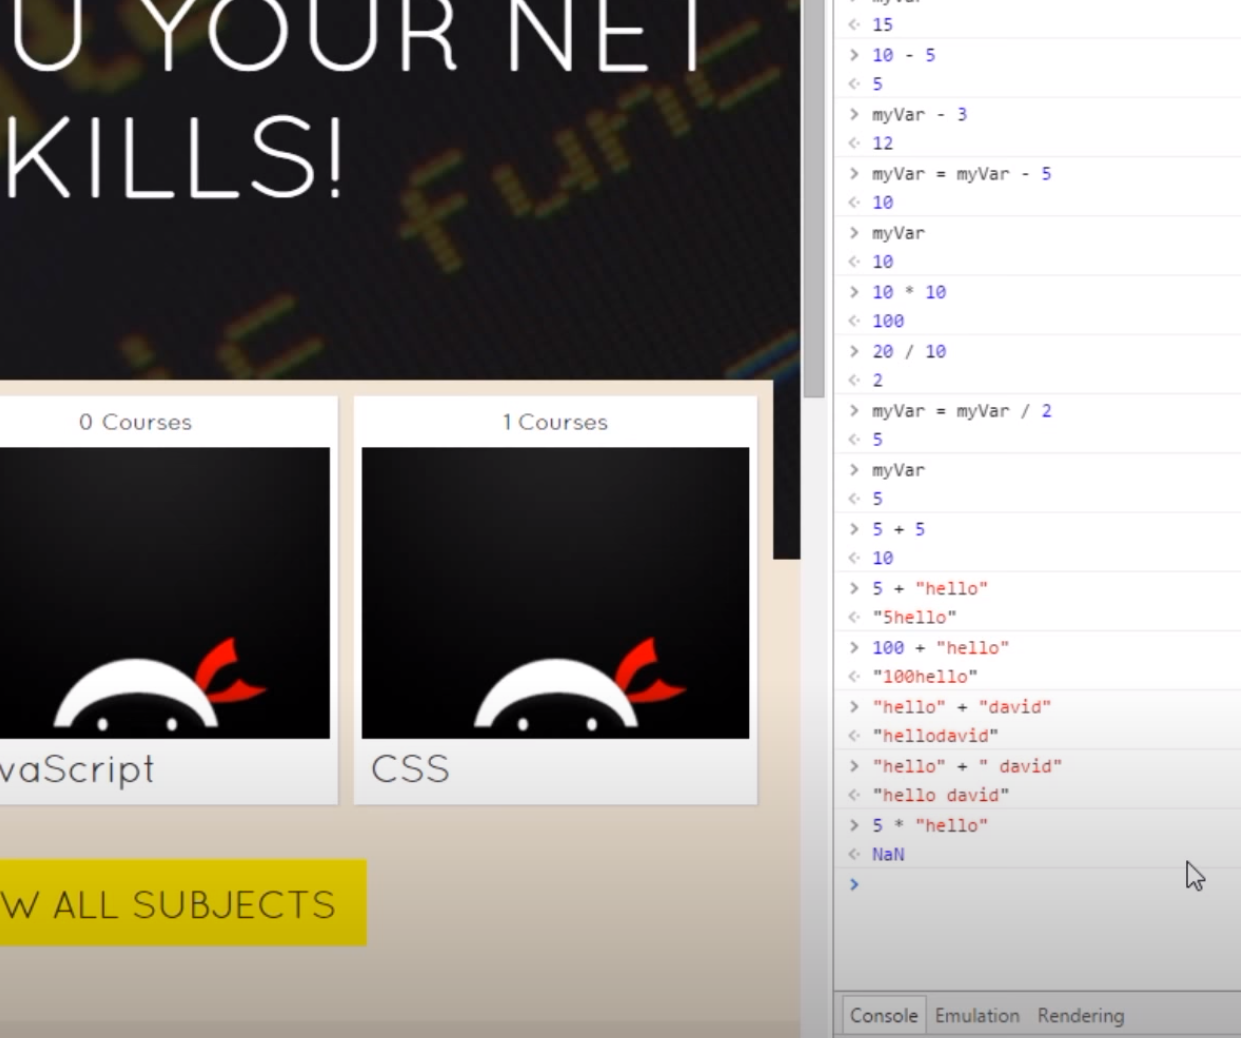 U YOUR NET
KILLS!
func
0 Courses
1 Courses
vaScript
CSS
W ALL SUBJECTS
myVar
15
> 10 - 5
5
> myVar - 3
12
> myVar = myVar - 5
10
> myVar
10
> 10 * 10
100
> 20 / 10
2
> myVar = myVar / 2
5
> myVar
5
> 5 + 5
10
> 5 + "hello"
"5hello"
> 100 + "hello"
"100hello"
> "hello" + "david"
"hellodavid"
> "hello" + " david"
"hello david"
> 5 * "hello"
NaN
>
Console Emulation Rendering